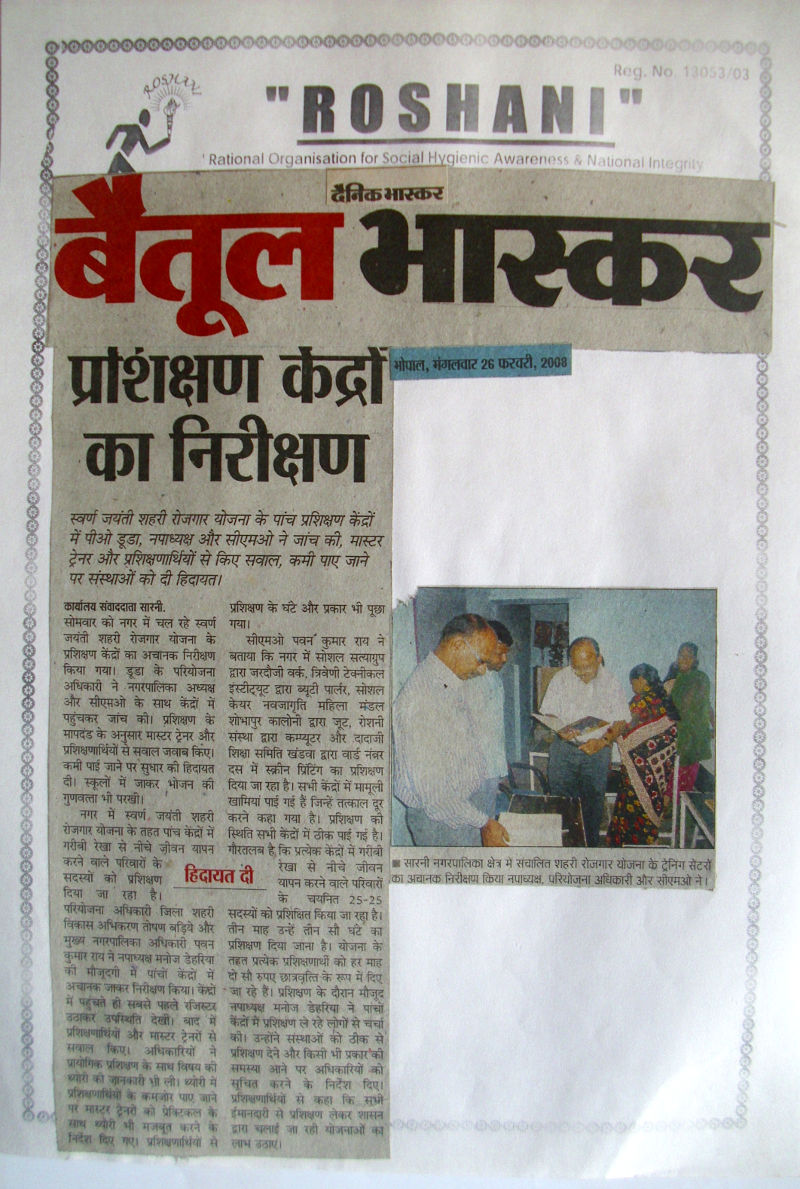 Reg. No. 13053/03
ROSHANI
"ROSHANI"
' Rational Organisation for Social Hygienic Awareness & National Integrity
दैनिक भास्कर
बैतूल भास्कर
भोपाल, मंगलवार 26 फरवरी, 2008
प्रशिक्षण केंद्रों
का निरीक्षण
स्वर्ण जयंती शहरी रोजगार योजना के पांच प्रशिक्षण केंद्रों
में पीओ डूडा, नपाध्यक्ष और सीएमओ ने जांच की, मास्टर
ट्रेनर और प्रशिक्षणार्थियों से किए सवाल, कमी पाए जाने
पर संस्थाओं को दी हिदायत।
कार्यालय संवाददाता सारनी.
सोमवार को नगर में चल रहे स्वर्ण
जयंती शहरी रोजगार योजना के
प्रशिक्षण केंद्रों का अचानक निरीक्षण
किया गया। डूडा के परियोजना
अधिकारी ने नगरपालिका अध्यक्ष
और सीएमओ के साथ केंद्रों में
पहुंचकर जांच की। प्रशिक्षण के
मापदंड के अनुसार मास्टर ट्रेनर और
प्रशिक्षणार्थियों से सवाल जवाब किए।
कमी पाई जाने पर सुधार की हिदायत
दी। स्कूलों में जाकर भोजन की
गुणवत्ता भी परखी।
नगर में स्वर्ण जयंती शहरी
रोजगार योजना के तहत पांच केंद्रों में
गरीबी रेखा से नीचे जीवन यापन
करने वाले परिवारों के
सदस्यों को प्रशिक्षण
दिया जा रहा है।
परियोजना अधिकारी जिला शहरी
विकास अभिकरण तोषण बड़िये और
मुख्य नगरपालिका अधिकारी पवन
कुमार राय ने नपाध्यक्ष मनोज डेहरिया
की मौजूदगी में पांचों केंद्रों में
अचानक जाकर निरीक्षण किया। केंद्रों
में पहुंचते ही सबसे पहले रजिस्टर
उठाकर उपस्थिति देखी। बाद में
प्रशिक्षणार्थियों और मास्टर ट्रेनरों से
सवाल किए। अधिकारियों ने
प्रायोगिक प्रशिक्षण के साथ विषय की
थ्योरी की जानकारी भी ली। थ्योरी में
प्रशिक्षणार्थियों के कमजोर पाए जाने
पर मास्टर ट्रेनरों को प्रेक्टिकल के
साथ थ्योरी भी मजबूत करने के
निर्देश दिए गए। प्रशिक्षणार्थियों से
हिदायत दी
प्रशिक्षण के घंटे और प्रकार भी पूछा
गया।
सीएमओ पवन कुमार राय ने
बताया कि नगर में सोशल सत्याग्रुप
द्वारा जरदौजी वर्क, त्रिवेणी टेक्नीकल
इंस्टीट्यूट द्वारा ब्यूटी पार्लर, सोशल
केयर नवजागृति महिला मंडल
शोभापुर कालोनी द्वारा जूट, रोशनी
संस्था द्वारा कम्प्यूटर और दादाजी
शिक्षा समिति खंडवा द्वारा वार्ड नंबर
दस में स्क्रीन प्रिंटिंग का प्रशिक्षण
दिया जा रहा है। सभी केंद्रों में मामूली
खामियां पाई गई हैं जिन्हें तत्काल दूर
करने कहा गया है। प्रशिक्षण की
स्थिति सभी केंद्रों में ठीक पाई गई है।
गौरतलब है कि प्रत्येक केंद्रों में गरीबी
रेखा से नीचे जीवन
यापन करने वाले परिवारों
के चयनित 25-25
सदस्यों को प्रशिक्षित किया जा रहा है।
तीन माह उन्हें तीन सौ घंटे का
प्रशिक्षण दिया जाना है। योजना के
तहत प्रत्येक प्रशिक्षणार्थी को हर माह
दो सौ रुपए छात्रवृत्ति के रूप में दिए
जा रहे हैं। प्रशिक्षण के दौरान मौजूद
नपाध्यक्ष मनोज डेहरिया ने पांचों
केंद्रों में प्रशिक्षण ले रहे लोगों से चर्चा
की। उन्होंने संस्थाओं को ठीक से
प्रशिक्षण देने और किसी भी प्रकार की
समस्या आने पर अधिकारियों को
सूचित करने के निर्देश दिए।
प्रशिक्षणार्थियों से कहा कि सभी
ईमानदारी से प्रशिक्षण लेकर शासन
द्वारा चलाई जा रही योजनाओं का
लाभ उठाएं।
■ सारनी नगरपालिका क्षेत्र में संचालित शहरी रोजगार योजना के ट्रेनिंग सेंटरों
का अचानक निरीक्षण किया नपाध्यक्ष, परियोजना अधिकारी और सीएमओ ने।